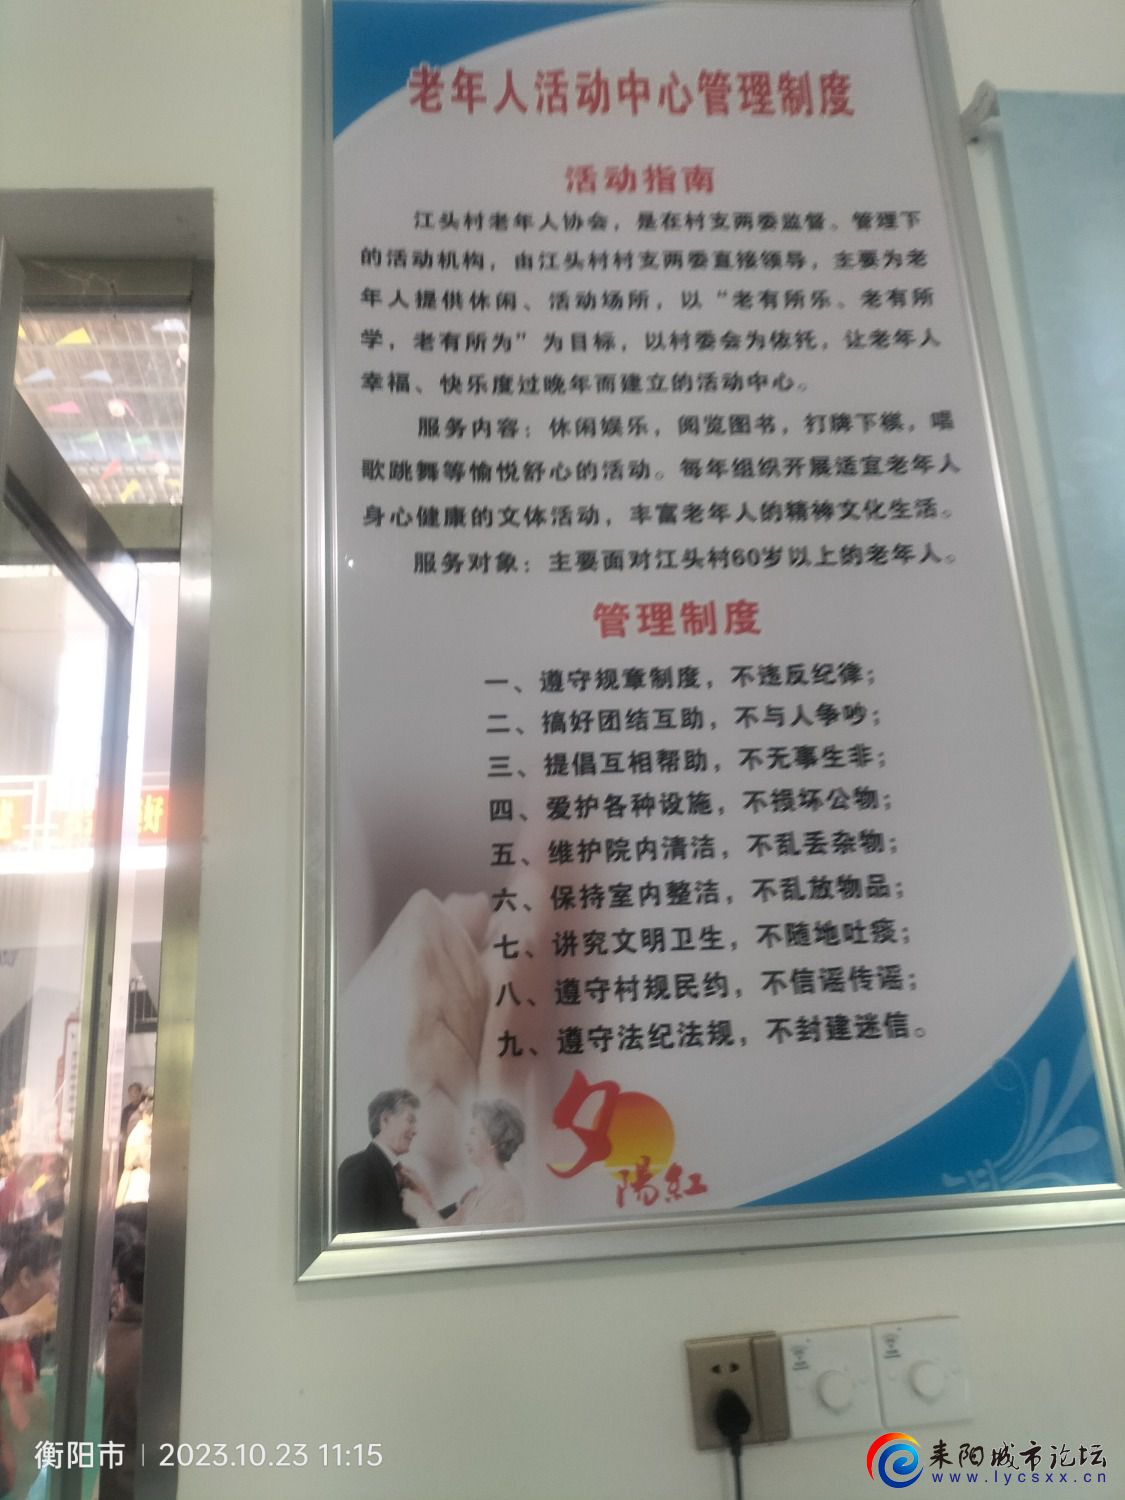 老年人活动中心管理制度
活动指南
江头村老年人协会，是在村支两委监督。管理下
的活动机构，由江头村村支两委直接领导，主要为老
年人提供休闲、活动场所，以“老有所乐。老有所
学，老有所为”为目标，以村委会为依托，让老年人
幸福、快乐度过晚年而建立的活动中心。
服务内容：休闲娱乐，阅览图书，打牌下棋，唱
歌跳舞等愉悦舒心的活动。每年组织开展适宜老年人
身心健康的文体活动，丰富老年人的精神文化生活。
服务对象：主要面对江头村60岁以上的老年人。
管理制度
一、遵守规章制度，不违反纪律；
二、搞好团结互助，不与人争吵；
三、提倡互相帮助，不无事生非；
四、爱护各种设施，不损坏公物；
五、维护院内清洁，不乱丢杂物；
六、保持室内整洁，不乱放物品；
七、讲究文明卫生，不随地吐痰；
八、遵守村规民约，不信谣传谣；
九、遵守法纪法规，不封建迷信。
夕
陽紅
好
衡阳市 | 2023.10.23 11:15
耒阳城市论坛
www.lycsxx.cn